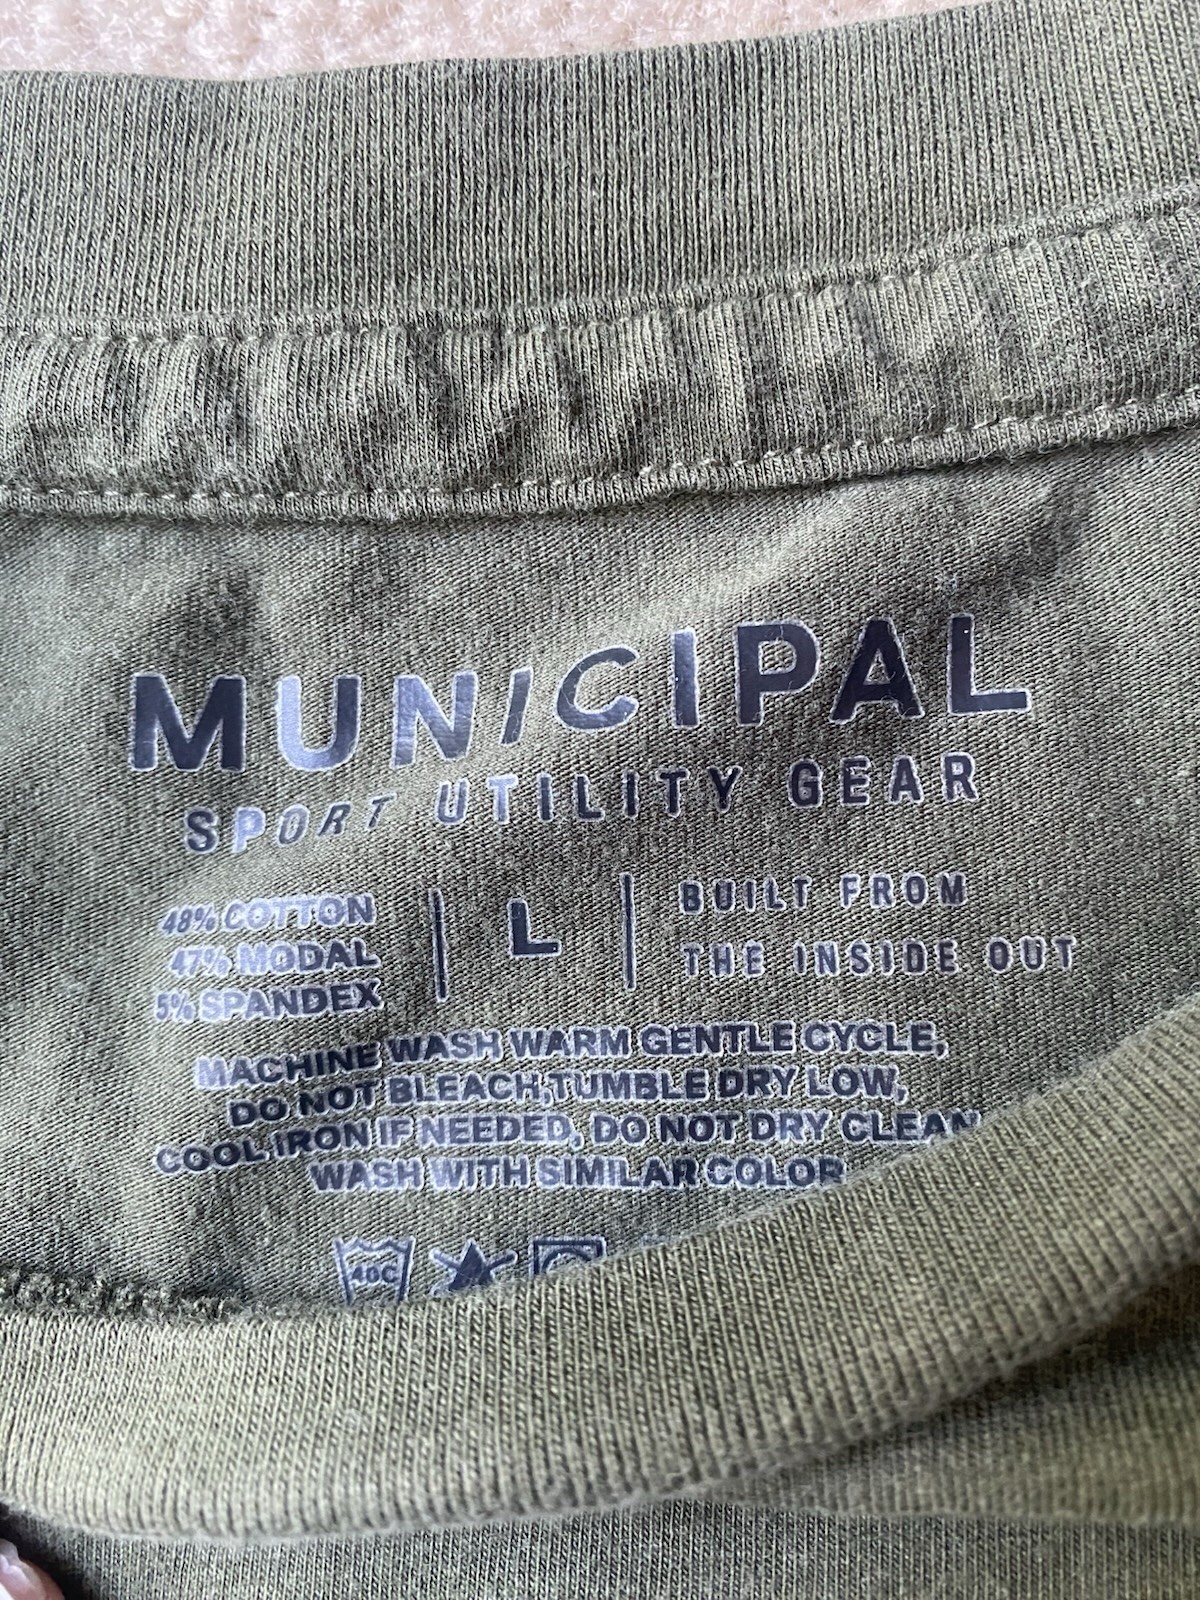 MUNICIPAL
SPORT UTILITY GEAR
48% COTTON
47% MODAL
5% SPANDEX
L
BUILT FROM
THE INSIDE OUT
MACHINE WASH WARM GENTLE CYCLE,
DO NOT BLEACH,TUMBLE DRY LOW,
COOL IRON IF NEEDED, DO NOT DRY CLEAN
WASH WITH SIMILAR COLOR
40C